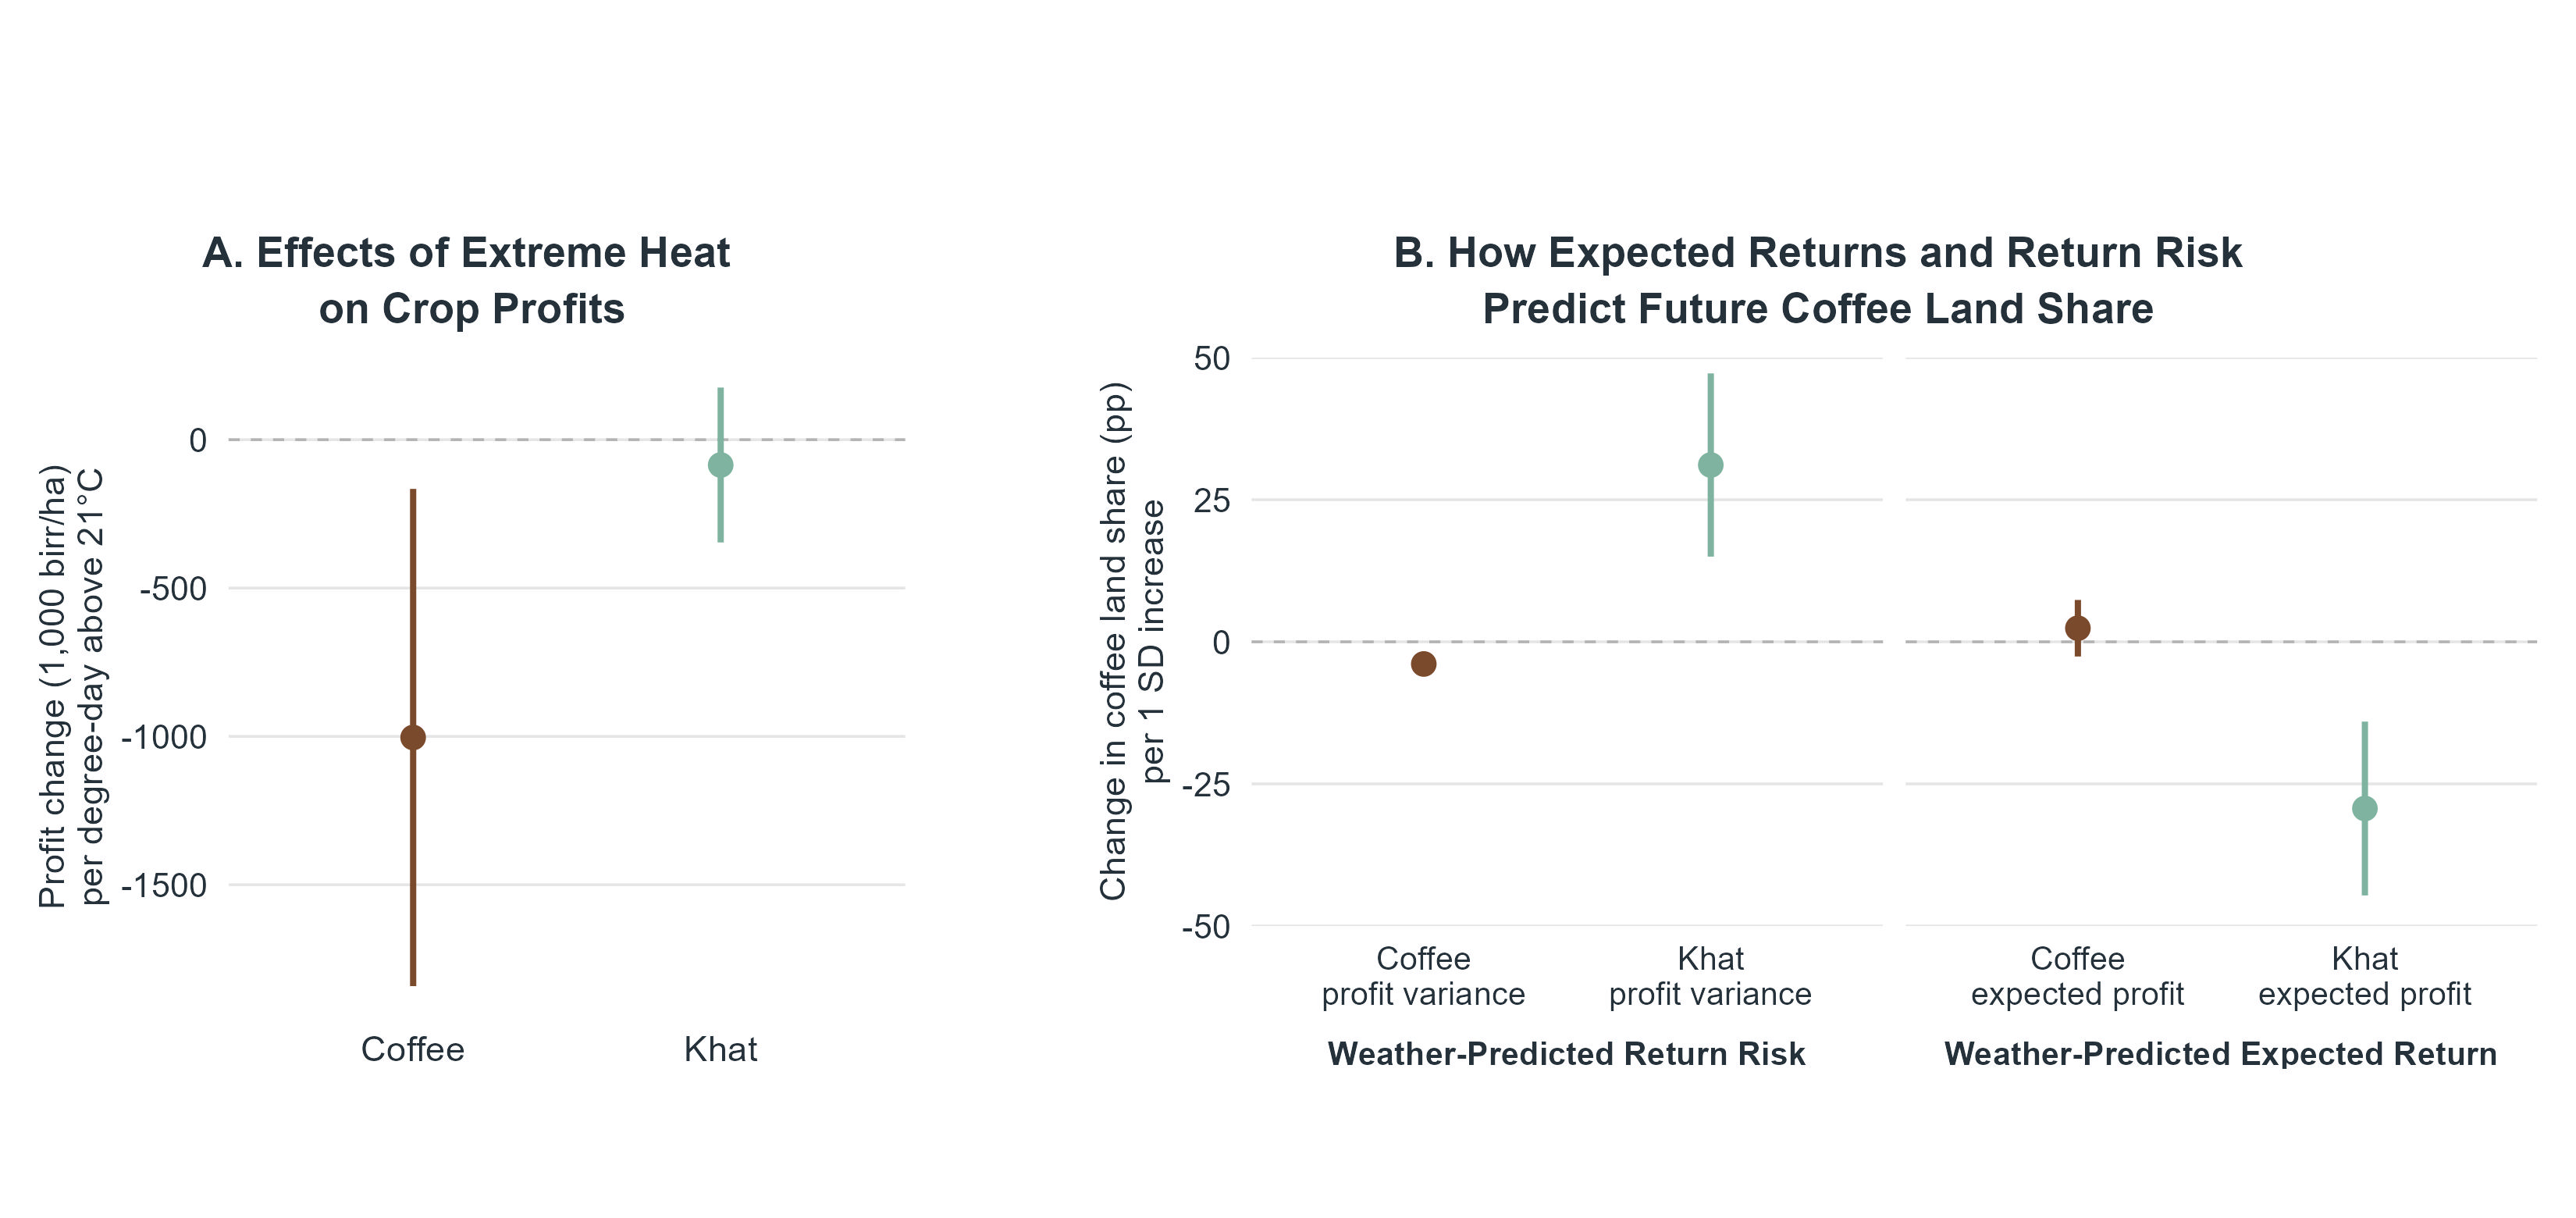 A. Effects of Extreme Heat
on Crop Profits
Profit change (1,000 birr/ha)
per degree-day above 21°C
0
-500
-1000
-1500
Coffee
Khat
B. How Expected Returns and Return Risk
Predict Future Coffee Land Share
Change in coffee land share (pp)
per 1 SD increase
50
25
0
-25
-50
Coffee
profit variance
Khat
profit variance
Weather-Predicted Return Risk
Coffee
expected profit
Khat
expected profit
Weather-Predicted Expected Return